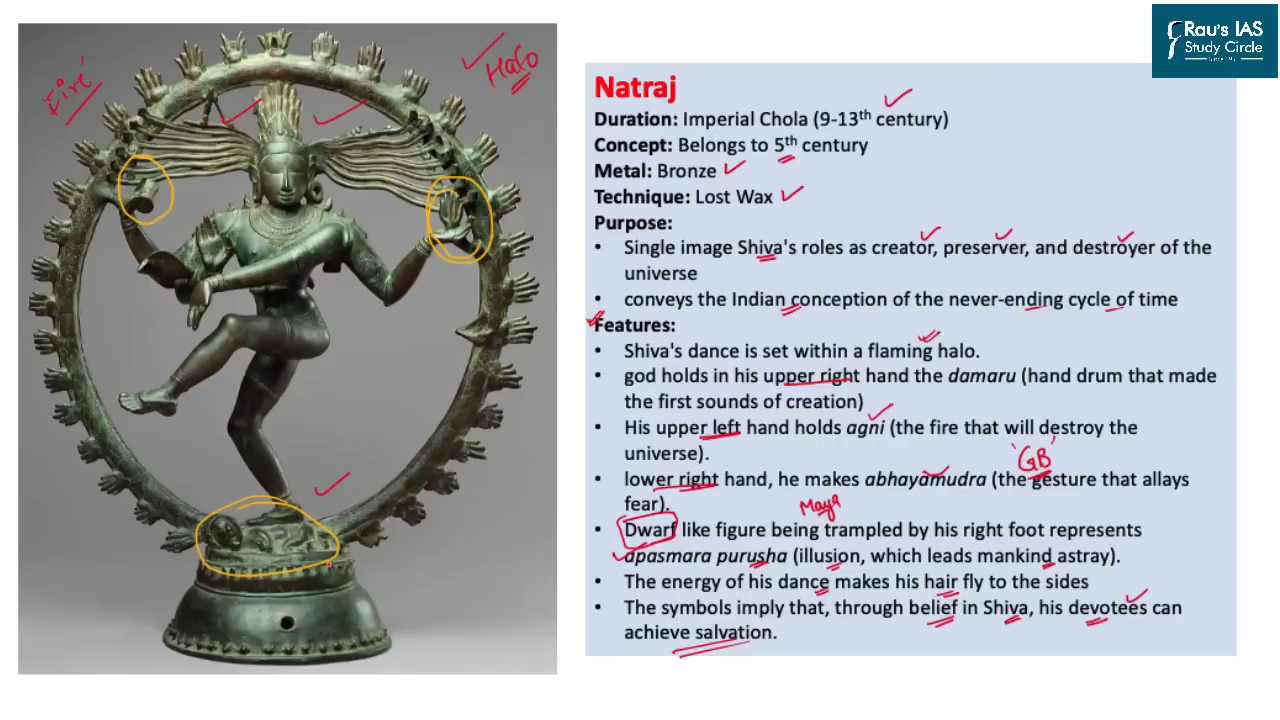 Rau's IAS
Study Circle
'Fire'
Halo
Natraj
Duration: Imperial Chola (9-13th century)
Concept: Belongs to 5th century
Metal: Bronze
Technique: Lost Wax
Purpose:
• Single image Shiva's roles as creator, preserver, and destroyer of the
universe
• conveys the Indian conception of the never-ending cycle of time
Features:
• Shiva's dance is set within a flaming halo.
• god holds in his upper right hand the damaru (hand drum that made
the first sounds of creation)
• His upper left hand holds agni (the fire that will destroy the
universe).
'GB'
• lower right hand, he makes abhayamudra (the gesture that allays
fear).
Maya
• Dwarf like figure being trampled by his right foot represents
apasmara purusha (illusion, which leads mankind astray).
• The energy of his dance makes his hair fly to the sides
• The symbols imply that, through belief in Shiva, his devotees can
achieve salvation.